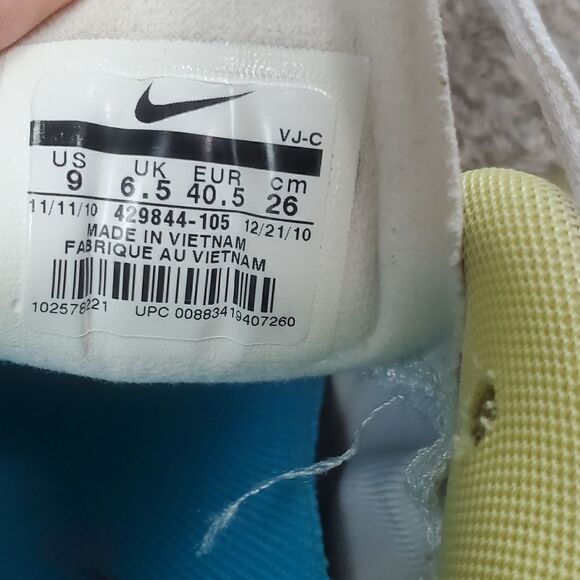 VJ-C
US UK EUR cm
9 6.5 40.5 26
11/11/10 429844-105 12/21/10
MADE IN VIETNAM
FABRIQUE AU VIETNAM
UPC 00883419407260